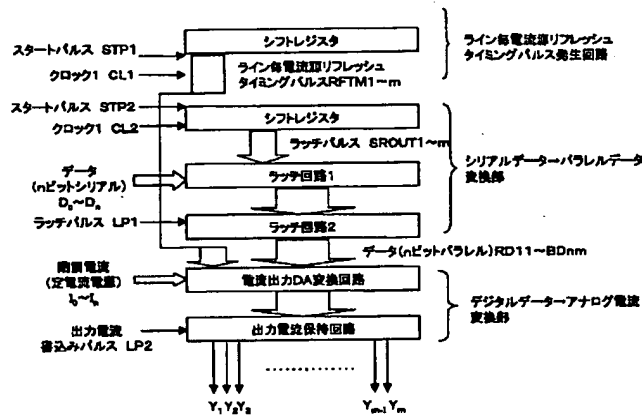 シフトレジスタ
スタートパルス STP1
クロック1 CL1
ライン毎電流源リフレッシュ
タイミングパルスRFTM1~m
ライン毎電流源リフレッシュ
タイミングパルス発生回路
スタートパルス STP2
クロック1 CL2
シフトレジスタ
ラッチパルス SROUT1~m
データ
(nビットシリアル)
D₀~Dₙ
ラッチ回路1
シリアルデーターパラレルデータ
変換部
ラッチパルス LP1
ラッチ回路2
データ(nビットパラレル)RD11~BDnm
階調電流
(定電流電源)
I₀~Iₙ
電流出力DA変換回路
デジタルデーターアナログ電流
変換部
出力電流
書込みパルス LP2
出力電流保持回路
Y₁ Y₂ Y₃
Yₘ₋₁ Yₘ